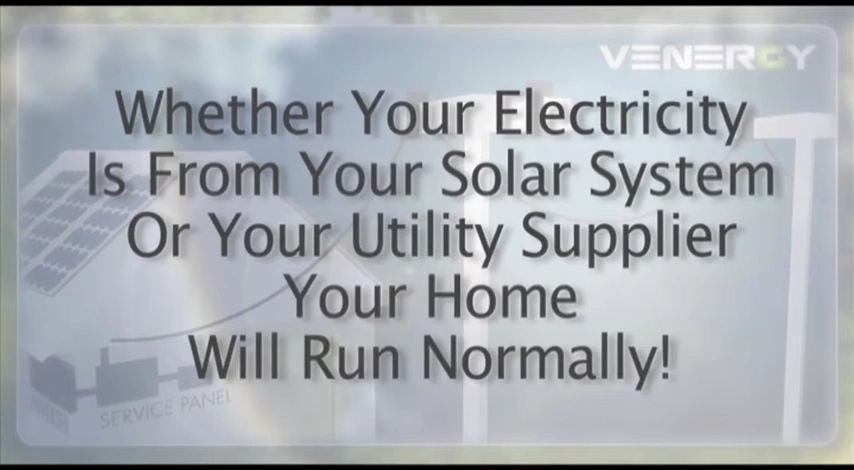 VENERGY
Whether Your Electricity
Is From Your Solar System
Or Your Utility Supplier
Your Home
Will Run Normally!
SERVICE PANEL